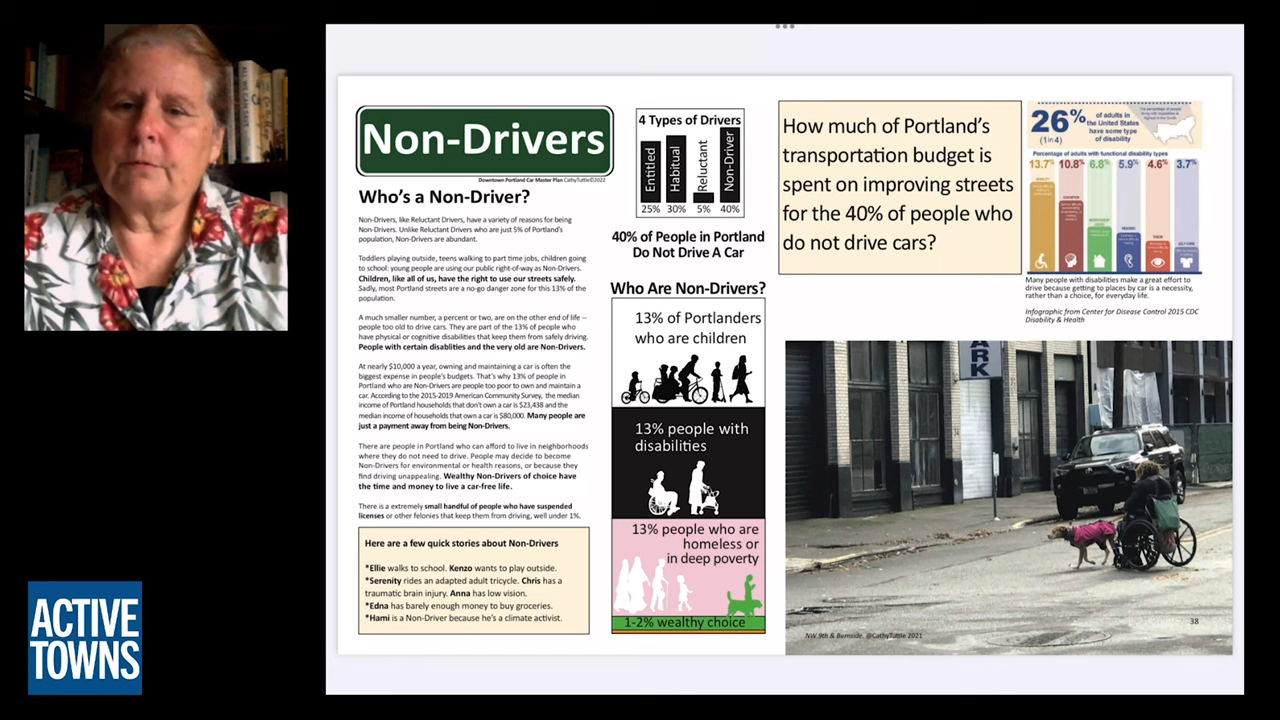 Non-Drivers
Downtown Portland Car Master Plan CathyTuttle©2022
Who's a Non-Driver?
Non-Drivers, like Reluctant Drivers, have a variety of reasons for being
Non-Drivers. Unlike Reluctant Drivers who are just 5% of Portland's
population, Non-Drivers are abundant.
Toddlers playing outside, teens walking to part time jobs, children going
to school: young people are using our public right-of-way as Non-Drivers.
Children, like all of us, have the right to use our streets safely.
Sadly, most Portland streets are a no-go danger zone for this 13% of the
population.
A much smaller number, a percent or two, are on the other end of life --
people too old to drive cars. They are part of the 13% of people who
have physical or cognitive disabilities that keep them from safely driving.
People with certain disablities and the very old are Non-Drivers.
At nearly $10,000 a year, owning and maintaining a car is often the
biggest expense in people's budgets. That's why 13% of people in
Portland who are Non-Drivers are people too poor to own and maintain a
car. According to the 2015-2019 American Community Survey, the median
income of Portland households that don't own a car is $23,438 and the
median income of households that own a car is $80,000. Many people are
just a payment away from being Non-Drivers.
There are people in Portland who can afford to live in neighborhoods
where they do not need to drive. People may decide to become
Non-Drivers for environmental or health reasons, or because they
find driving unappealing. Wealthy Non-Drivers of choice have
the time and money to live a car-free life.
There is a extremely small handful of people who have suspended
licenses or other felonies that keep them from driving, well under 1%.
Here are a few quick stories about Non-Drivers
*Ellie walks to school. Kenzo wants to play outside.
*Serenity rides an adapted adult tricycle. Chris has a
traumatic brain injury. Anna has low vision.
*Edna has barely enough money to buy groceries.
*Hami is a Non-Driver because he's a climate activist.
4 Types of Drivers
Entitled
Habitual
Reluctant
Non-Driver
25% 30% 5% 40%
40% of People in Portland
Do Not Drive A Car
Who Are Non-Drivers?
13% of Portlanders
who are children
13% people with
disabilities
13% people who are
homeless or
in deep poverty
1-2% wealthy choice
How much of Portland's
transportation budget is
spent on improving streets
for the 40% of people who
do not drive cars?
26%
(1 in 4)
of adults in
the United States
have some type
of disability
Percentage of adults with functional disability types
13.7% 10.8% 6.8% 5.9% 4.6% 3.7%
Many people with disabilities make a great effort to
drive because getting to places by car is a necessity,
rather than a choice, for everyday life.
Infographic from Center for Disease Control 2015 CDC
Disability & Health
ARK
NW 9th & Burnside. @CathyTuttle 2021
38
ACTIVE
TOWNS